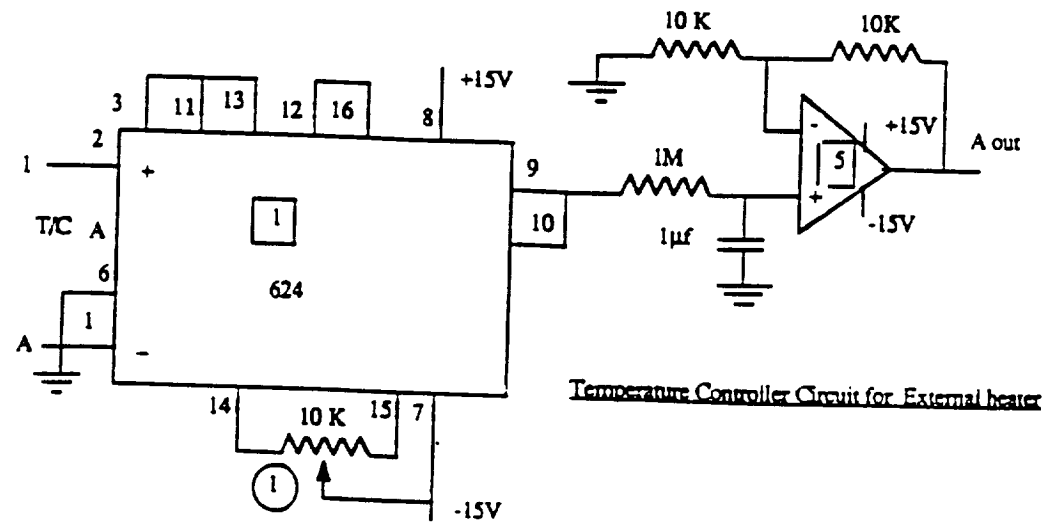 10 K
10K
+15V
3
11
13
12
16
8
2
1
+
9
-
+15V
A out
1M
5
T/C A
1
10
+
-15V
1µf
6
624
1
A
-
Temperature Controller Circuit for External heater
14
10 K
15
7
1
-15V